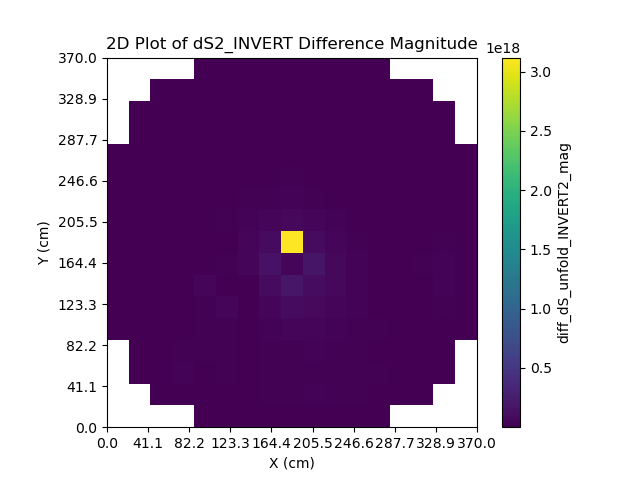 2D Plot of dS2_INVERT Difference Magnitude
1e18
370.0
328.9
287.7
246.6
205.5
164.4
123.3
82.2
41.1
0.0
Y (cm)
0.0 41.1 82.2 123.3 164.4 205.5 246.6 287.7 328.9 370.0
X (cm)
3.0
2.5
2.0
1.5
1.0
0.5
diff_dS_unfold_INVERT2_mag